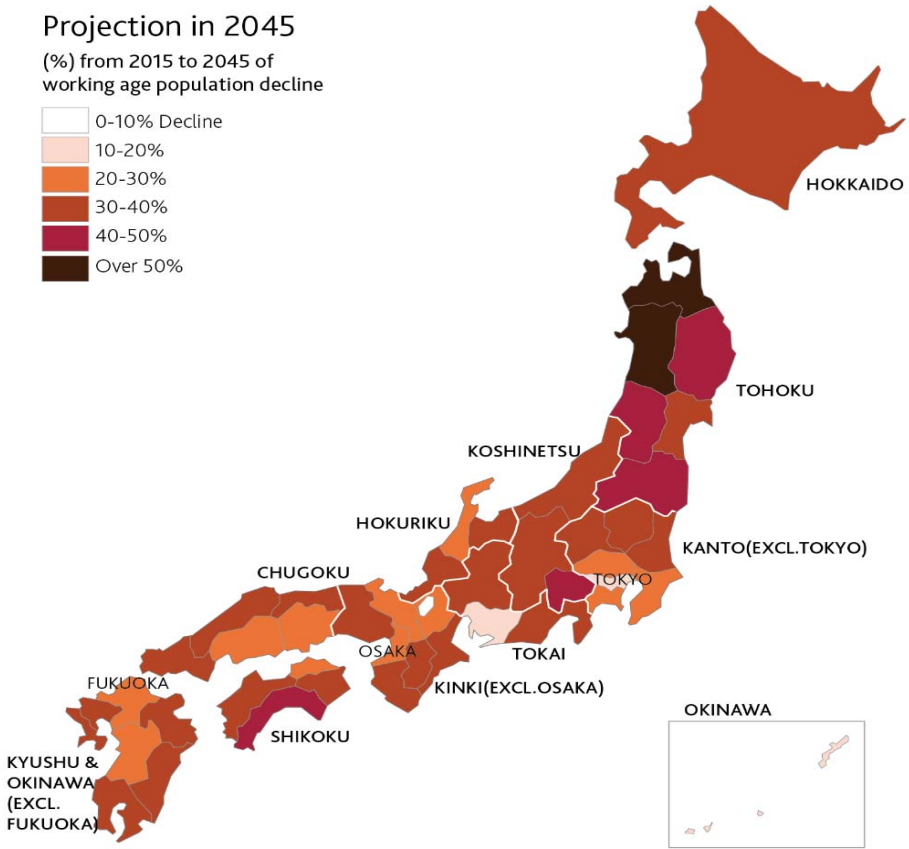 Projection in 2045
(%) from 2015 to 2045 of
working age population decline
0-10% Decline
10-20%
20-30%
30-40%
40-50%
Over 50%
HOKKAIDO
TOHOKU
KOSHINETSU
HOKURIKU
KANTO(EXCL.TOKYO)
CHUGOKU
TOKYO
OSAKA
TOKAI
FUKUOKA
KINKI(EXCL.OSAKA)
SHIKOKU
OKINAWA
KYUSHU &
OKINAWA
(EXCL.
FUKUOKA)